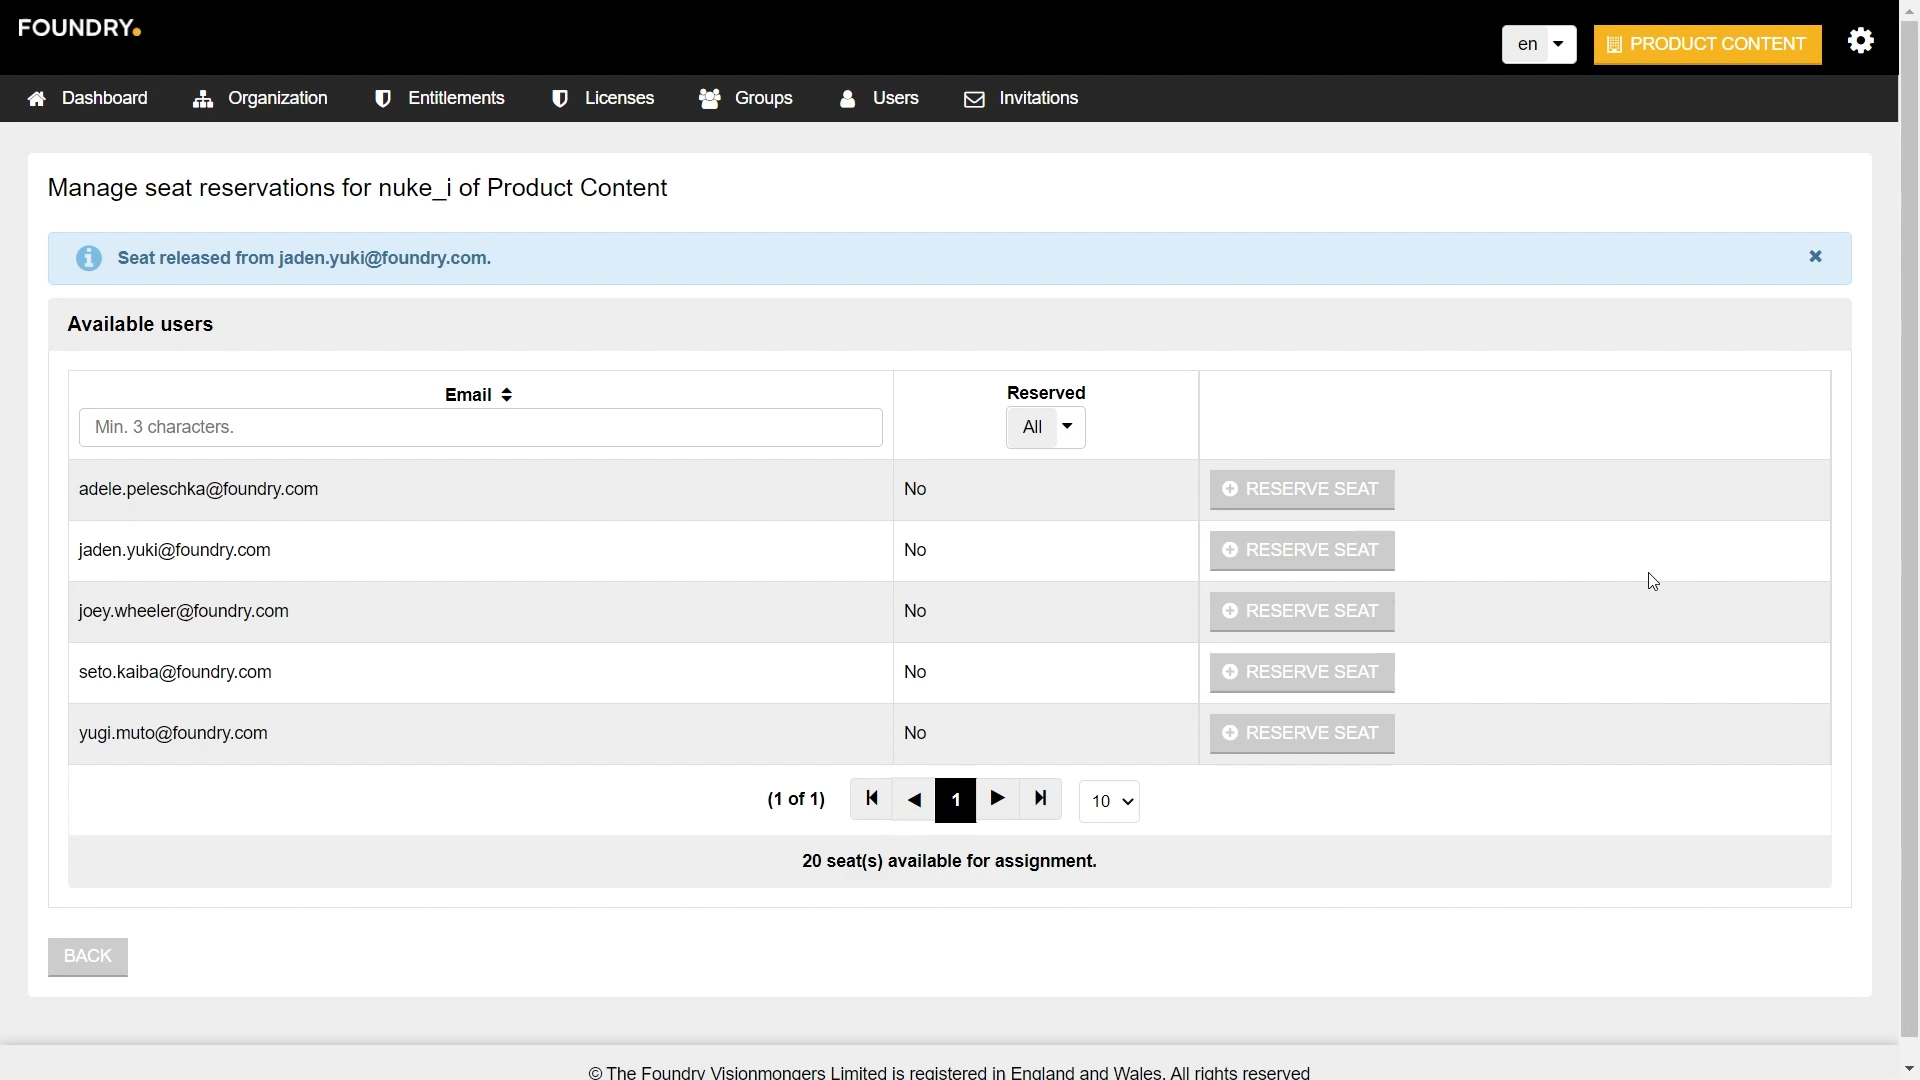 FOUNDRY.
en
PRODUCT CONTENT
Dashboard Organization Entitlements Licenses Groups Users Invitations
Manage seat reservations for nuke_i of Product Content
Seat released from jaden.yuki@foundry.com.
Available users
Email Reserved
Min. 3 characters. All
adele.peleschka@foundry.com No RESERVE SEAT
jaden.yuki@foundry.com No RESERVE SEAT
joey.wheeler@foundry.com No RESERVE SEAT
seto.kaiba@foundry.com No RESERVE SEAT
yugi.muto@foundry.com No RESERVE SEAT
(1 of 1) 1 10
20 seat(s) available for assignment.
BACK
© The Foundry Visionmongers Limited is registered in England and Wales. All rights reserved